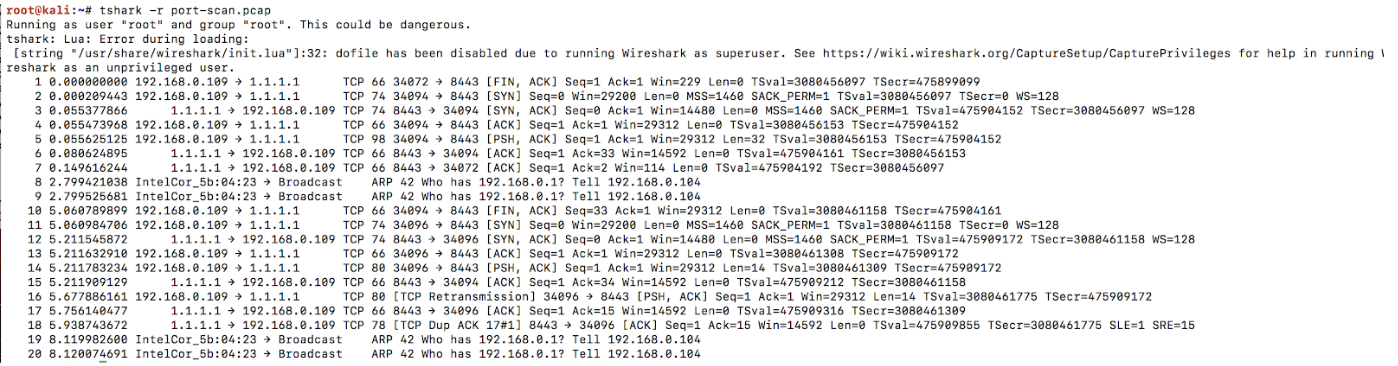 root@kali:~# tshark -r port-scan.pcap
Running as user "root" and group "root". This could be dangerous.
tshark: Lua: Error during loading:
 [string "/usr/share/wireshark/init.lua"]:32: dofile has been disabled due to running Wireshark as superuser. See https://wiki.wireshark.org/CaptureSetup/CapturePrivileges for help in running W
reshark as an unprivileged user.
    1 0.000000000 192.168.0.109 → 1.1.1.1      TCP 66 34072 → 8443 [FIN, ACK] Seq=1 Ack=1 Win=229 Len=0 TSval=3080456097 TSecr=475899099
    2 0.000209443 192.168.0.109 → 1.1.1.1      TCP 74 34094 → 8443 [SYN] Seq=0 Win=29200 Len=0 MSS=1460 SACK_PERM=1 TSval=3080456097 TSecr=0 WS=128
    3 0.055377866      1.1.1.1 → 192.168.0.109 TCP 74 8443 → 34094 [SYN, ACK] Seq=0 Ack=1 Win=14480 Len=0 MSS=1460 SACK_PERM=1 TSval=475904152 TSecr=3080456097 WS=128
    4 0.055473968 192.168.0.109 → 1.1.1.1      TCP 66 34094 → 8443 [ACK] Seq=1 Ack=1 Win=29312 Len=0 TSval=3080456153 TSecr=475904152
    5 0.055625125 192.168.0.109 → 1.1.1.1      TCP 98 34094 → 8443 [PSH, ACK] Seq=1 Ack=1 Win=29312 Len=32 TSval=3080456153 TSecr=475904152
    6 0.080624895      1.1.1.1 → 192.168.0.109 TCP 66 8443 → 34094 [ACK] Seq=1 Ack=33 Win=14592 Len=0 TSval=475904161 TSecr=3080456153
    7 0.149616244      1.1.1.1 → 192.168.0.109 TCP 66 8443 → 34072 [ACK] Seq=1 Ack=2 Win=114 Len=0 TSval=475904192 TSecr=3080456097
    8 2.799421038 IntelCor_5b:04:23 → Broadcast    ARP 42 Who has 192.168.0.1? Tell 192.168.0.104
    9 2.799525681 IntelCor_5b:04:23 → Broadcast    ARP 42 Who has 192.168.0.1? Tell 192.168.0.104
   10 5.060789899 192.168.0.109 → 1.1.1.1      TCP 66 34094 → 8443 [FIN, ACK] Seq=33 Ack=1 Win=29312 Len=0 TSval=3080461158 TSecr=475904161
   11 5.060984706 192.168.0.109 → 1.1.1.1      TCP 74 34096 → 8443 [SYN] Seq=0 Win=29200 Len=0 MSS=1460 SACK_PERM=1 TSval=3080461158 TSecr=0 WS=128
   12 5.211545872      1.1.1.1 → 192.168.0.109 TCP 74 8443 → 34096 [SYN, ACK] Seq=0 Ack=1 Win=14480 Len=0 MSS=1460 SACK_PERM=1 TSval=475909172 TSecr=3080461158 WS=128
   13 5.211632910 192.168.0.109 → 1.1.1.1      TCP 66 34096 → 8443 [ACK] Seq=1 Ack=1 Win=29312 Len=0 TSval=3080461308 TSecr=475909172
   14 5.211783234 192.168.0.109 → 1.1.1.1      TCP 80 34096 → 8443 [PSH, ACK] Seq=1 Ack=1 Win=29312 Len=14 TSval=3080461309 TSecr=475909172
   15 5.211909129      1.1.1.1 → 192.168.0.109 TCP 66 8443 → 34094 [ACK] Seq=1 Ack=34 Win=14592 Len=0 TSval=475909212 TSecr=3080461158
   16 5.677886161 192.168.0.109 → 1.1.1.1      TCP 80 [TCP Retransmission] 34096 → 8443 [PSH, ACK] Seq=1 Ack=1 Win=29312 Len=14 TSval=3080461775 TSecr=475909172
   17 5.756140477      1.1.1.1 → 192.168.0.109 TCP 66 8443 → 34096 [ACK] Seq=1 Ack=15 Win=14592 Len=0 TSval=475909316 TSecr=3080461309
   18 5.938743672      1.1.1.1 → 192.168.0.109 TCP 78 [TCP Dup ACK 17#1] 8443 → 34096 [ACK] Seq=1 Ack=15 Win=14592 Len=0 TSval=475909855 TSecr=3080461775 SLE=1 SRE=15
   19 8.119982600 IntelCor_5b:04:23 → Broadcast    ARP 42 Who has 192.168.0.1? Tell 192.168.0.104
   20 8.120074691 IntelCor_5b:04:23 → Broadcast    ARP 42 Who has 192.168.0.1? Tell 192.168.0.104